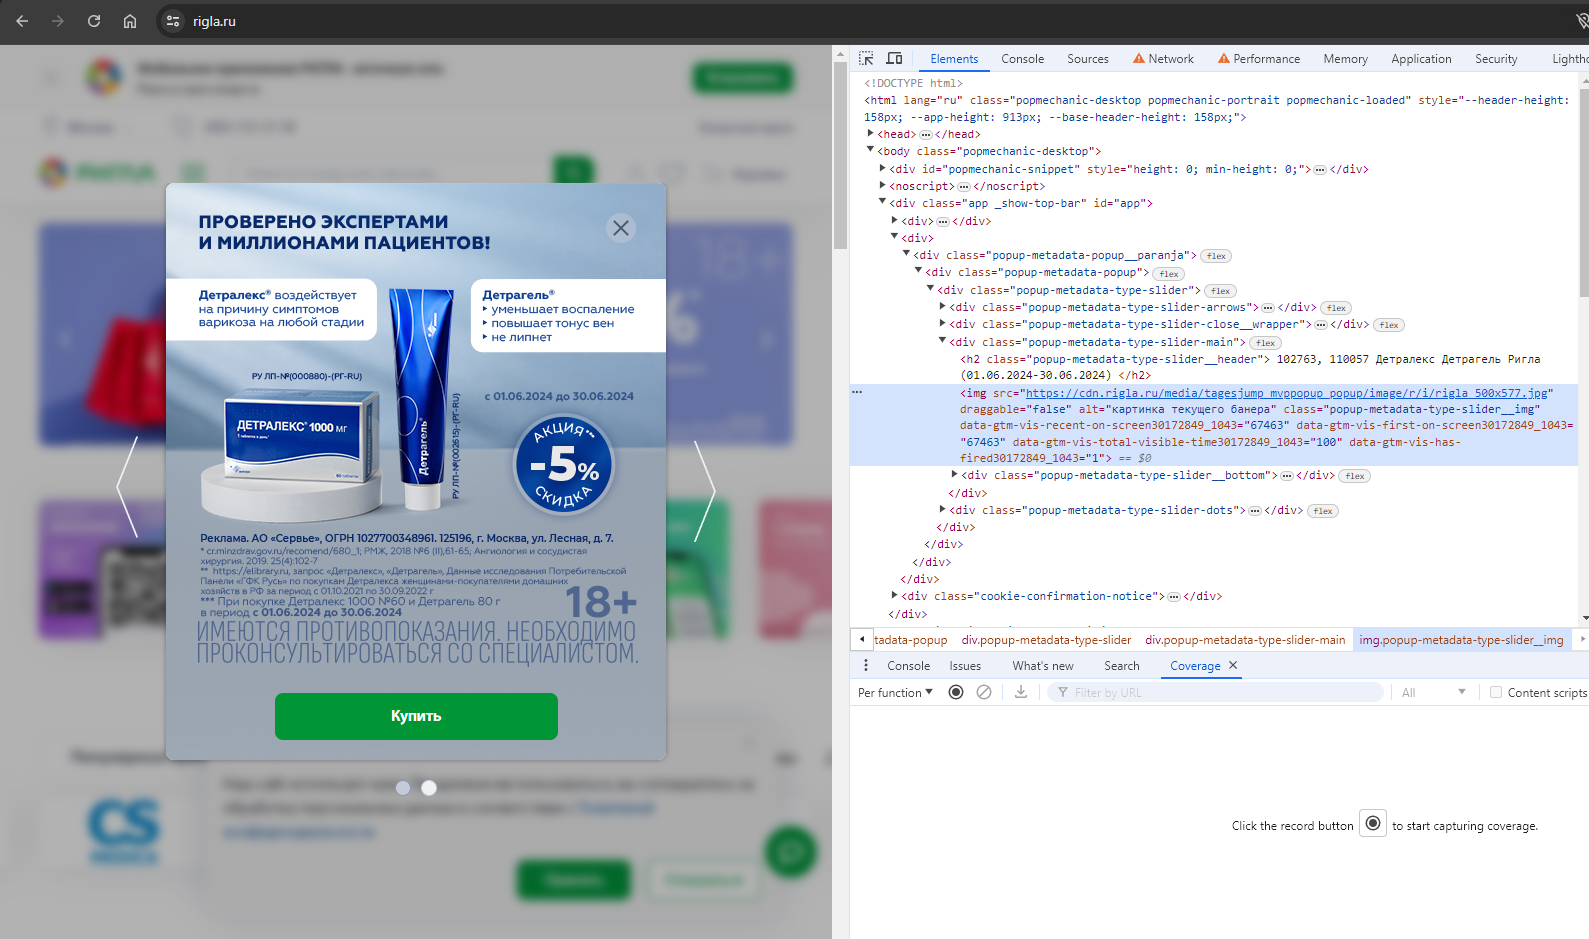 rigla.ru
ПРОВЕРЕНО ЭКСПЕРТАМИ
И МИЛЛИОНАМИ ПАЦИЕНТОВ!
Детралекс® воздействует
на причину симптомов
варикоза на любой стадии
Детрагель®
‣ уменьшает воспаление
‣ повышает тонус вен
‣ не липнет
РУ ЛП-№(000880)-(РГ-RU)
с 01.06.2024 до 30.06.2024
ДЕТРАЛЕКС® 1000 МГ
Детрагель®
РУ ЛП-№(002615)-(РГ-RU)
АКЦИЯ***
-5%
СКИДКА
Реклама. АО «Сервье», ОГРН 1027700348961. 125196, г. Москва, ул. Лесная, д. 7.
* cr.minzdrav.gov.ru/recomend/680_1; РМЖ, 2018 №6 (II),61-65; Ангиология и сосудистая
хирургия. 2019. 25(4):102-7
** https://elibrary.ru, запрос «Детралекс», «Детрагель», Данные исследования Потребительской
Панели «ГФК Русь» по покупкам Детралекса женщинами-покупателями домашних
хозяйств в РФ за период с 01.10.2021 по 30.09.2022 г
*** При покупке Детралекс 1000 №60 и Детрагель 80 г
в период с 01.06.2024 до 30.06.2024
18+
ИМЕЮТСЯ ПРОТИВОПОКАЗАНИЯ. НЕОБХОДИМО
ПРОКОНСУЛЬТИРОВАТЬСЯ СО СПЕЦИАЛИСТОМ.
Купить
CS
MEDICA
Elements Console Sources Network Performance Memory Application Security Lightho
<!DOCTYPE html>
<html lang="ru" class="popmechanic-desktop popmechanic-portrait popmechanic-loaded" style="--header-height:
158px; --app-height: 913px; --base-header-height: 158px;">
<head> ••• </head>
<body class="popmechanic-desktop">
<div id="popmechanic-snippet" style="height: 0; min-height: 0;"> ••• </div>
<noscript> ••• </noscript>
<div class="app _show-top-bar" id="app">
<div> ••• </div>
<div>
<div class="popup-metadata-popup__paranja"> flex
<div class="popup-metadata-popup"> flex
<div class="popup-metadata-type-slider"> flex
<div class="popup-metadata-type-slider-arrows"> ••• </div> flex
<div class="popup-metadata-type-slider-close__wrapper"> ••• </div> flex
<div class="popup-metadata-type-slider-main"> flex
<h2 class="popup-metadata-type-slider__header"> 102763, 110057 Детралекс Детрагель Ригла
(01.06.2024-30.06.2024) </h2>
<img src="https://cdn.rigla.ru/media/tagesjump_mvppopup_popup/image/r/i/rigla_500x577.jpg"
draggable="false" alt="картинка текущего банера" class="popup-metadata-type-slider__img"
data-gtm-vis-recent-on-screen30172849_1043="67463" data-gtm-vis-first-on-screen30172849_1043=
"67463" data-gtm-vis-total-visible-time30172849_1043="100" data-gtm-vis-has-
fired30172849_1043="1"> == $0
<div class="popup-metadata-type-slider__bottom"> ••• </div> flex
</div>
<div class="popup-metadata-type-slider-dots"> ••• </div> flex
</div>
</div>
</div>
</div>
<div class="cookie-confirmation-notice"> ••• </div>
</div>
tadata-popup div.popup-metadata-type-slider div.popup-metadata-type-slider-main img.popup-metadata-type-slider__img
Console Issues What's new Search Coverage
Per function Filter by URL All Content scripts
Click the record button to start capturing coverage.